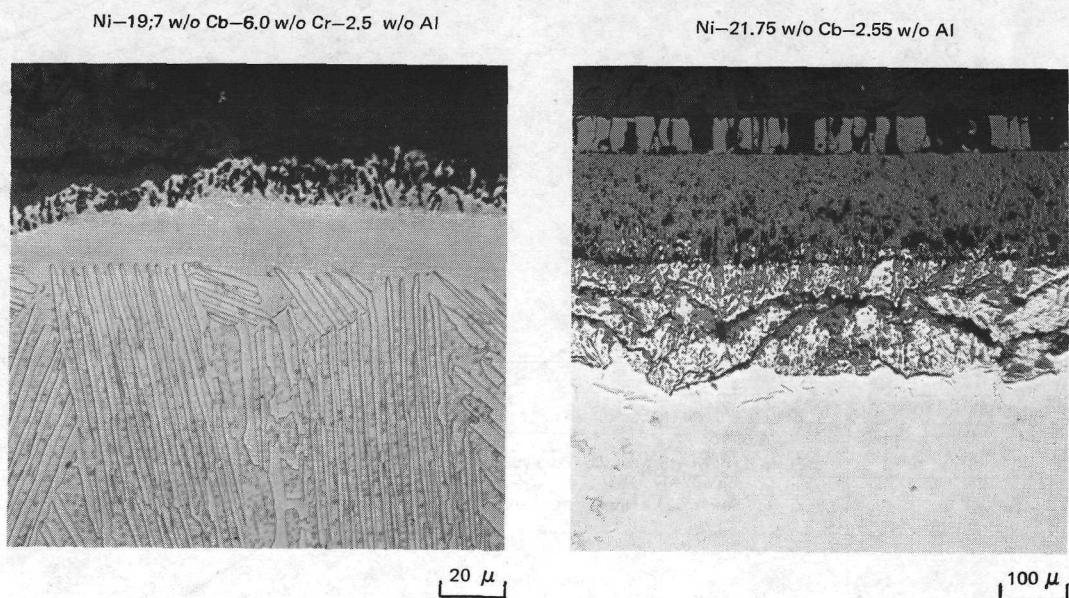 Ni–19;7 w/o Cb–6.0 w/o Cr–2.5 w/o Al
Ni–21.75 w/o Cb–2.55 w/o Al
20 μ
100 μ